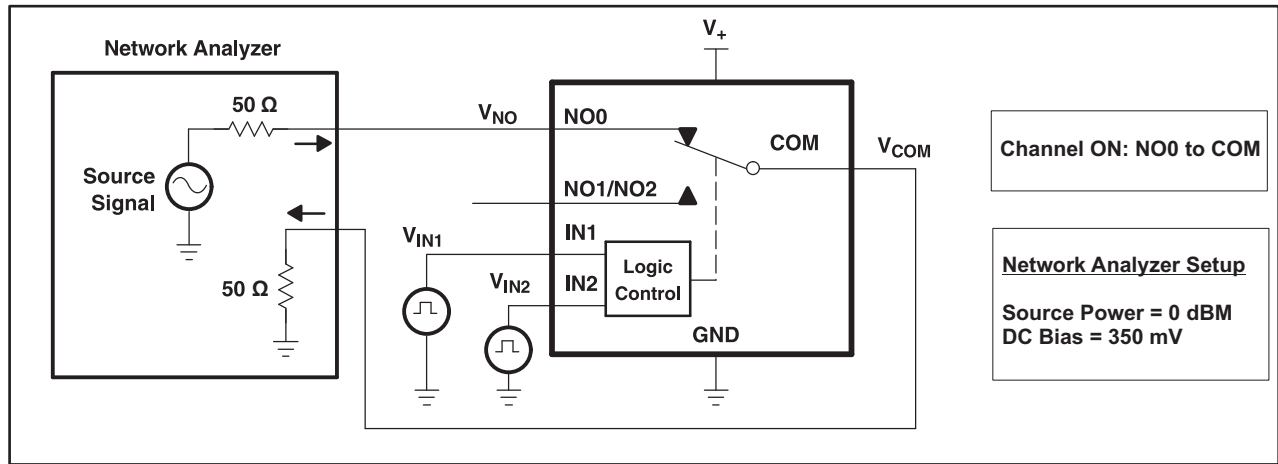 Network Analyzer
50 Ω
Source
Signal
50 Ω
V+
VNO
NO0
COM
VCOM
NO1/NO2
VIN1
IN1
VIN2
IN2
Logic
Control
GND
Channel ON: NO0 to COM
Network Analyzer Setup
Source Power = 0 dBM
DC Bias = 350 mV